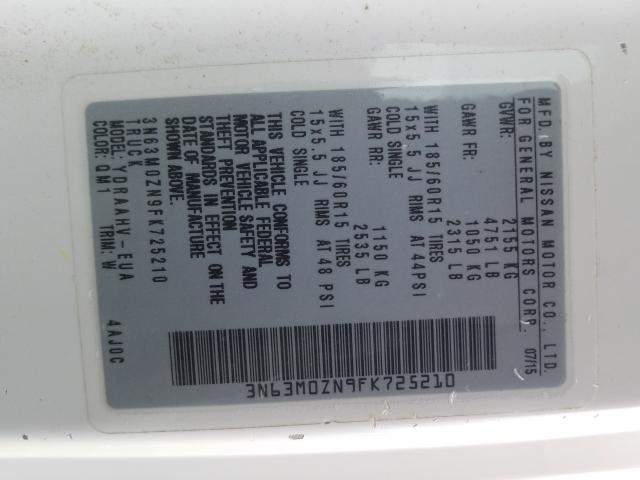 MFD. BY NISSAN MOTOR CO., LTD.
FOR GENERAL MOTORS CORP. 07/15
GVWR: 2155 KG
4751 LB
GAWR FR: 1050 KG
2315 LB
WITH 185/60R15 TIRES
15x5.5 JJ RIMS AT 44PSI
COLD SINGLE
GAWR RR: 1150 KG
2535 LB
WITH 185/60R15 TIRES
15x5.5 JJ RIMS AT 48 PSI
COLD SINGLE
THIS VEHICLE CONFORMS TO
ALL APPLICABLE FEDERAL
MOTOR VEHICLE SAFETY AND
THEFT PREVENTION
STANDARDS IN EFFECT ON THE
DATE OF MANUFACTURE
SHOWN ABOVE.
3N63M0ZN9FK725210
TRUCK
MODEL: YDRAAHV-EUA
COLOR: QM1 TRIM: W 4AJ0C
3N63M0ZN9FK725210